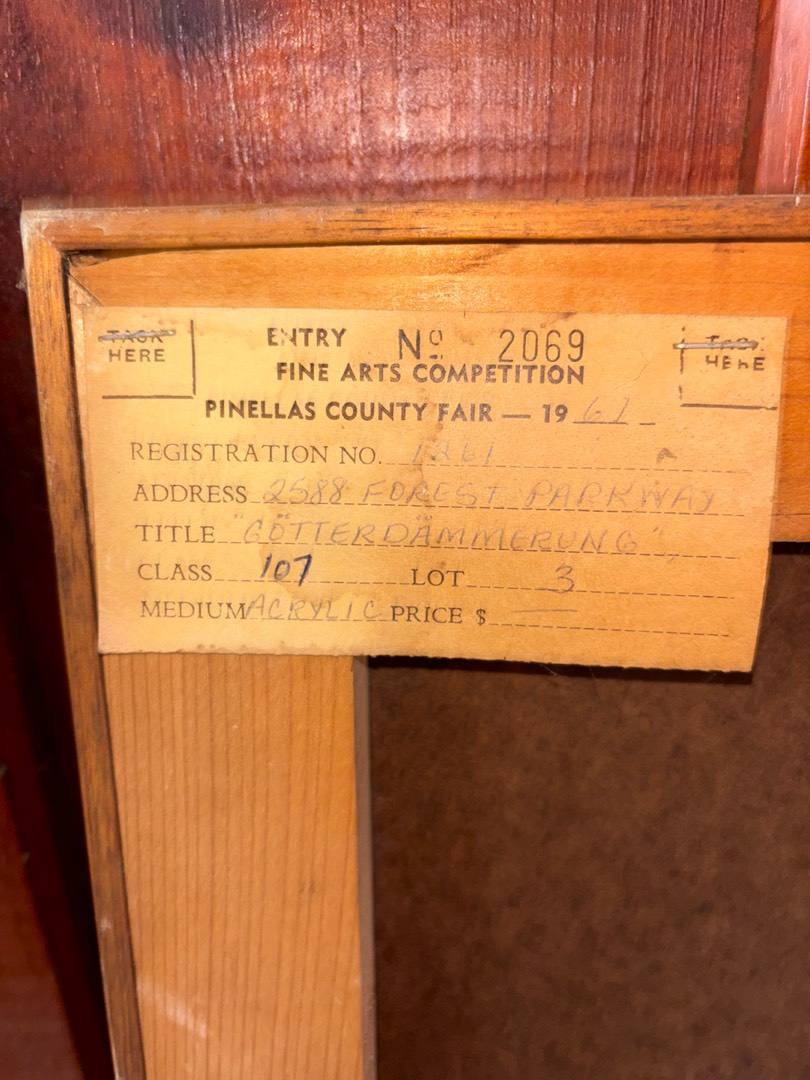 TACK HERE
TACK HERE
ENTRY Nº 2069
FINE ARTS COMPETITION
PINELLAS COUNTY FAIR — 1961
REGISTRATION NO. 1261
ADDRESS 2588 FOREST PARKWAY
TITLE "GÖTTERDÄMMERUNG"
CLASS 107 LOT 3
MEDIUM ACRYLIC PRICE $ —